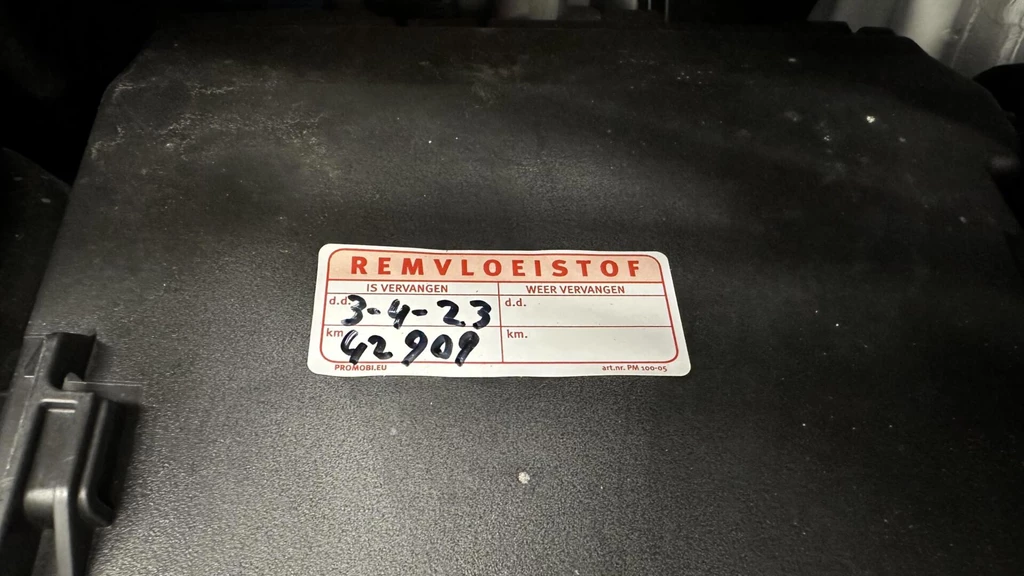 REMVLOEISTOF
IS VERVANGEN WEER VERVANGEN
d.d. 3-4-23 d.d.
km 42909 km.
PROMOBI.EU art.nr. PM 100-05